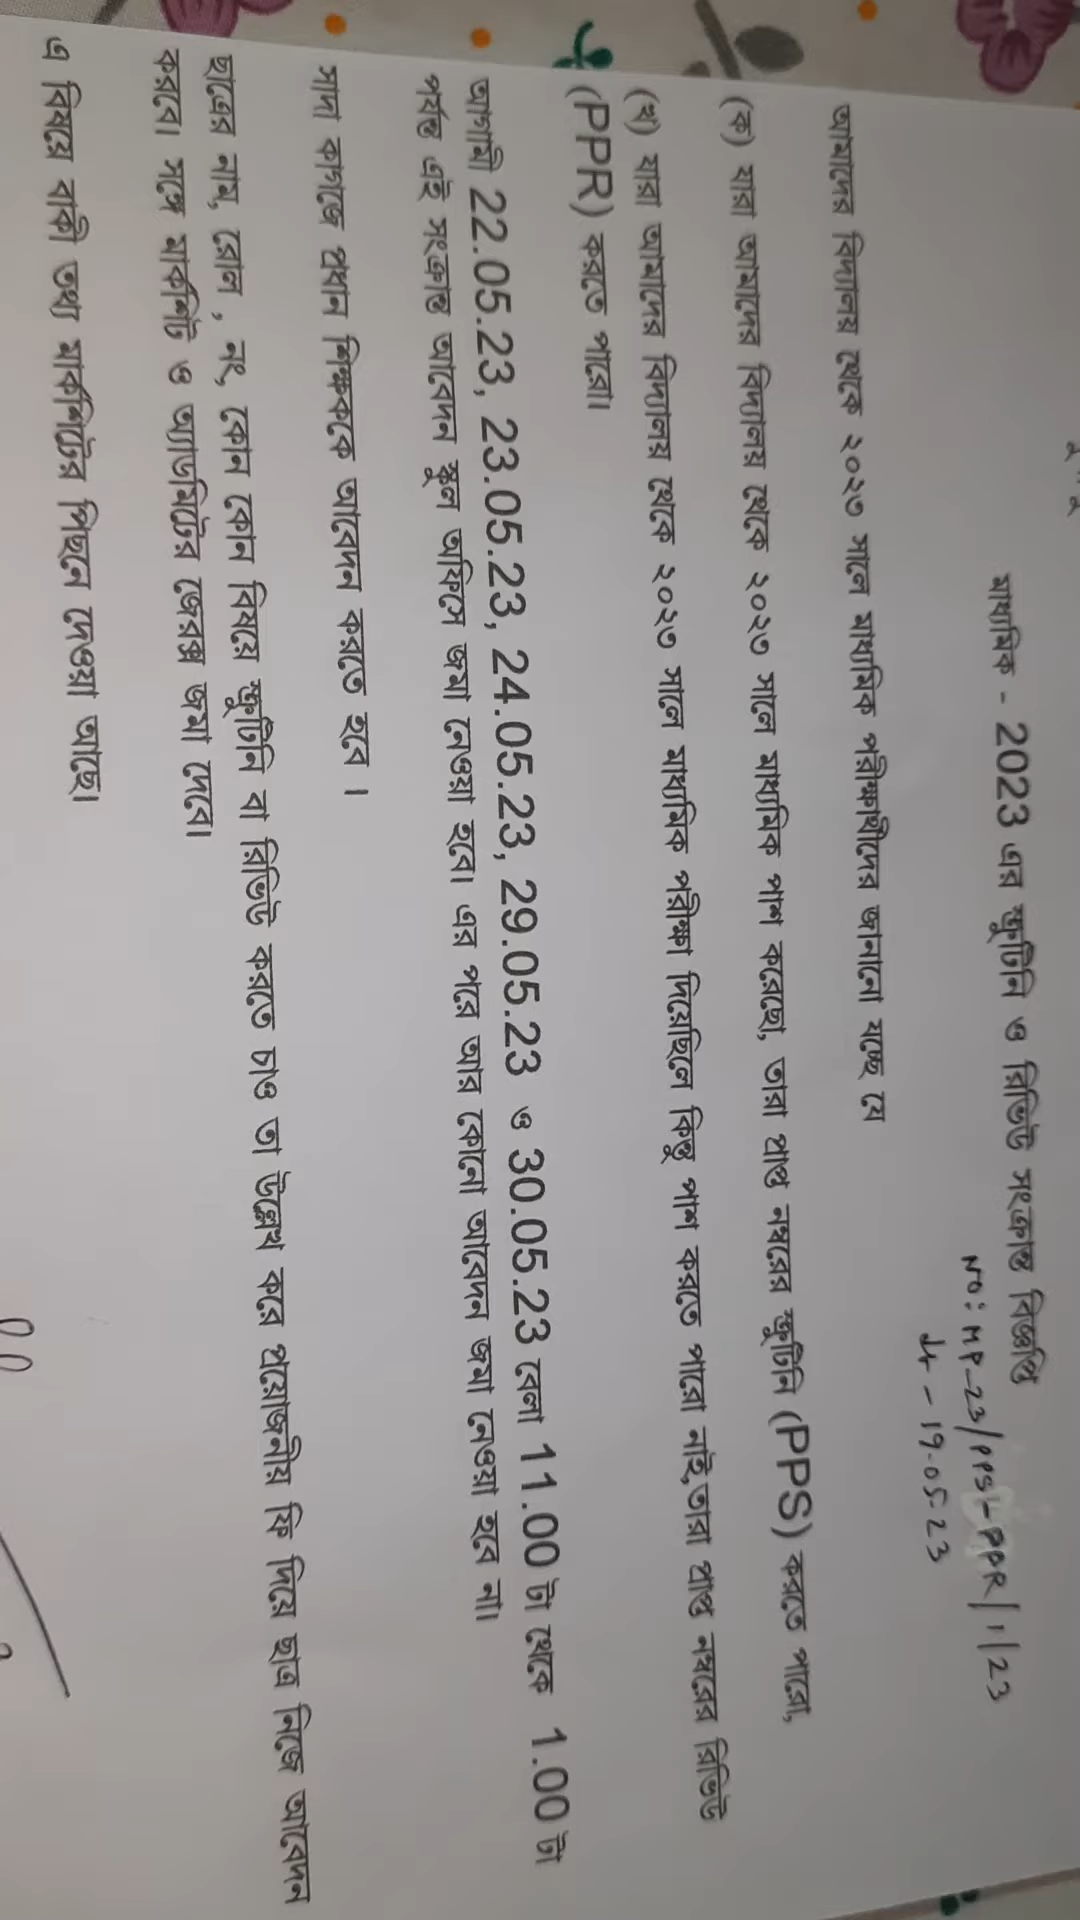 মাধ্যমিক - 2023 এর স্ক্রুটিনি ও রিভিউ সংক্রান্ত বিজ্ঞপ্তি
NO: MP-23/PPS-PPR/1/23
dt - 19.05.23
আমাদের বিদ্যালয় থেকে ২০২৩ সালে মাধ্যমিক পরীক্ষার্থীদের জানানো যচ্ছে যে
(ক) যারা আমাদের বিদ্যালয় থেকে ২০২৩ সালে মাধ্যমিক পাশ করেছো, তারা প্রাপ্ত নম্বরের স্ক্রুটিনি (PPS) করতে পারো,
(খ) যারা আমাদের বিদ্যালয় থেকে ২০২৩ সালে মাধ্যমিক পরীক্ষা দিয়েছিলে কিন্তু পাশ করতে পারো নাই,তারা প্রাপ্ত নম্বরের রিভিউ
(PPR) করতে পারো।
আগামী 22.05.23, 23.05.23, 24.05.23, 29.05.23 ও 30.05.23 বেলা 11.00 টা থেকে 1.00 টা
পর্যন্ত এই সংক্রান্ত আবেদন স্কুল অফিসে জমা নেওয়া হবে। এর পরে আর কোনো আবেদন জমা নেওয়া হবে না।
সাদা কাগজে প্রধান শিক্ষককে আবেদন করতে হবে ।
ছাত্রের নাম, রোল , নং, কোন কোন বিষয়ে স্ক্রুটিনি বা রিভিউ করতে চাও তা উল্লেখ করে প্রয়োজনীয় ফি দিয়ে ছাত্র নিজে আবেদন
করবে। সঙ্গে মার্কশিট ও অ্যাডমিটের জেরক্স জমা দেবে।
এ বিষয়ে বাকী তথ্য মার্কশিটের পিছনে দেওয়া আছে।